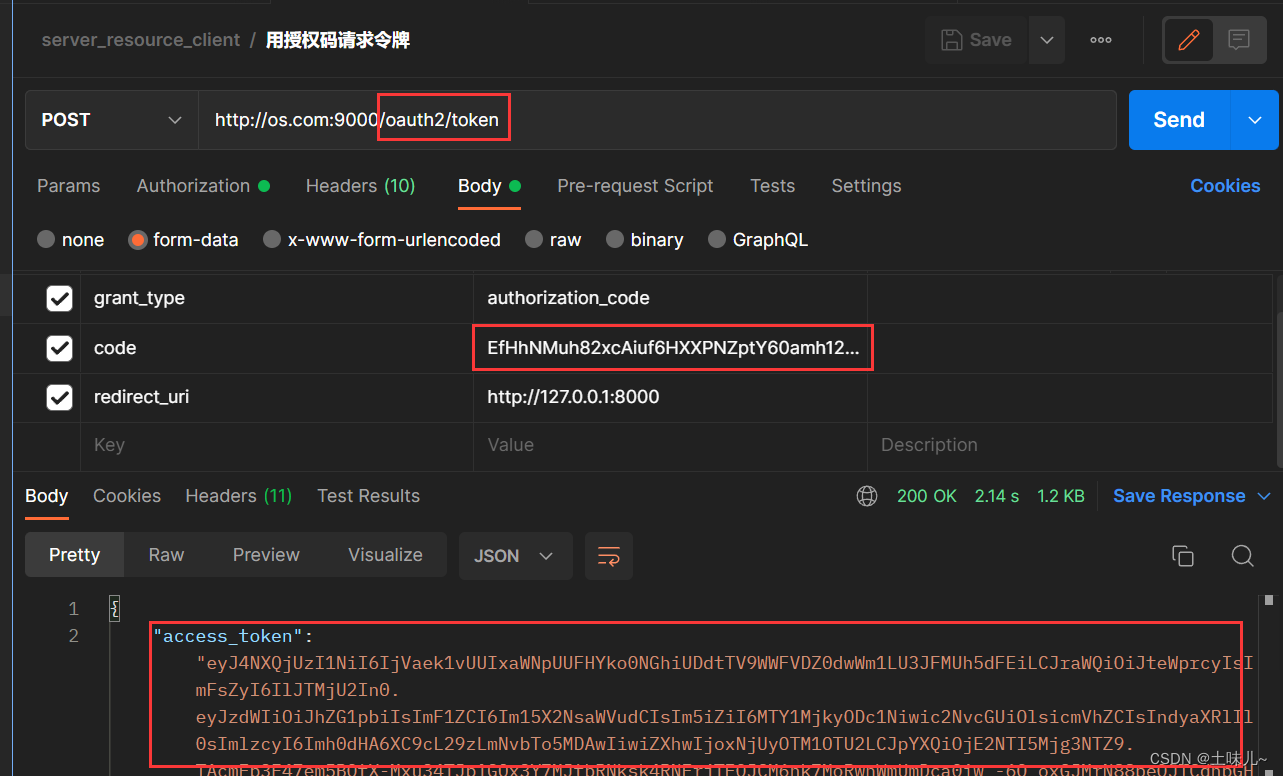 server_resource_client / 用授权码请求令牌
Save
POST
http://os.com:9000/oauth2/token
Send
Params Authorization Headers (10) Body Pre-request Script Tests Settings Cookies
none form-data x-www-form-urlencoded raw binary GraphQL
grant_type authorization_code
code EfHhNMuh82xcAiuf6HXXPNZptY60amh12...
redirect_uri http://127.0.0.1:8000
Key Value Description
Body Cookies Headers (11) Test Results 200 OK 2.14 s 1.2 KB Save Response
Pretty Raw Preview Visualize JSON
1 {
2 "access_token":
"eyJ4NXQjUzI1NiI6IjVaek1vUUIxaWNpUUFHYko0NGhiUDdtTV9WWFVDZ0dwWm1LU3JFMUh5dFEiLCJraWQiOiJteWprcyIsI
mFsZyI6IlJTMjU2In0.
eyJzdWIiOiJhZG1pbiIsImF1ZCI6Im15X2NsaWVudCIsIm5iZiI6MTY1MjkyODc1Niwic2NvcGUiOlsicmVhZCIsIndyaXRlIl
0sImlzcyI6Imh0dHA6XC9cL29zLmNvbTo5MDAwIiwiZXhwIjoxNjUyOTM1OTU2LCJpYXQiOjE2NTI5Mjg3NTZ9.
CSDN @土味儿~